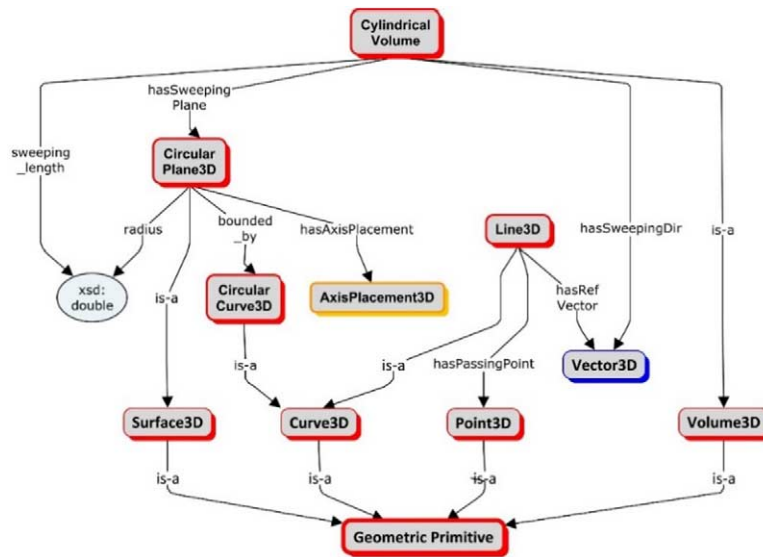 Cylindrical
Volume
hasSweeping
Plane
sweeping
_length
Circular
Plane3D
radius
bounded
_by
hasAxisPlacement
Line3D
hasSweepingDir
is-a
xsd:
double
is-a
Circular
Curve3D
AxisPlacement3D
hasRef
Vector
is-a
is-a
hasPassingPoint
Vector3D
Surface3D
Curve3D
Point3D
Volume3D
is-a
is-a
is-a
is-a
Geometric Primitive